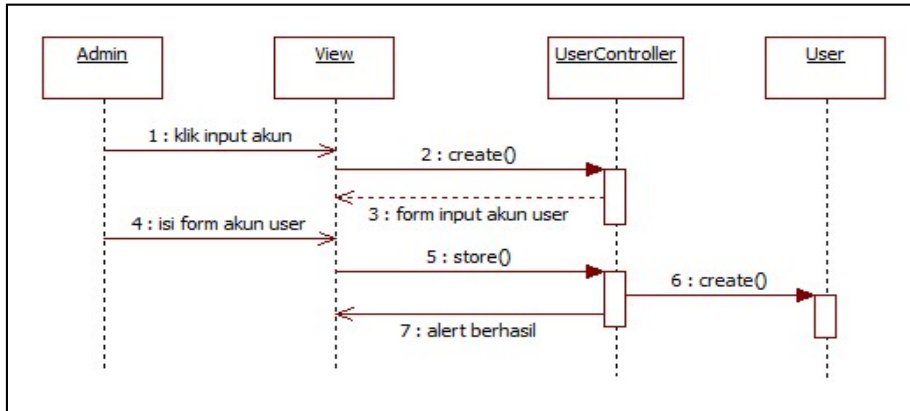 Admin
View
UserController
User
1 : klik input akun
2 : create()
3 : form input akun user
4 : isi form akun user
5 : store()
6 : create()
7 : alert berhasil